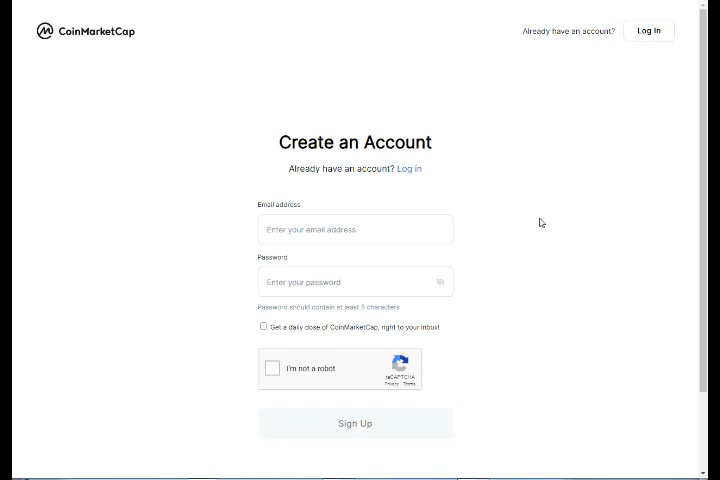 CoinMarketCap
Already have an account? Log In
Create an Account
Already have an account? Log in
Email address
Enter your email address
Password
Enter your password
Password should contain at least 5 characters
Get a daily dose of CoinMarketCap, right to your inbox!
I'm not a robot
reCAPTCHA
Privacy - Terms
Sign Up